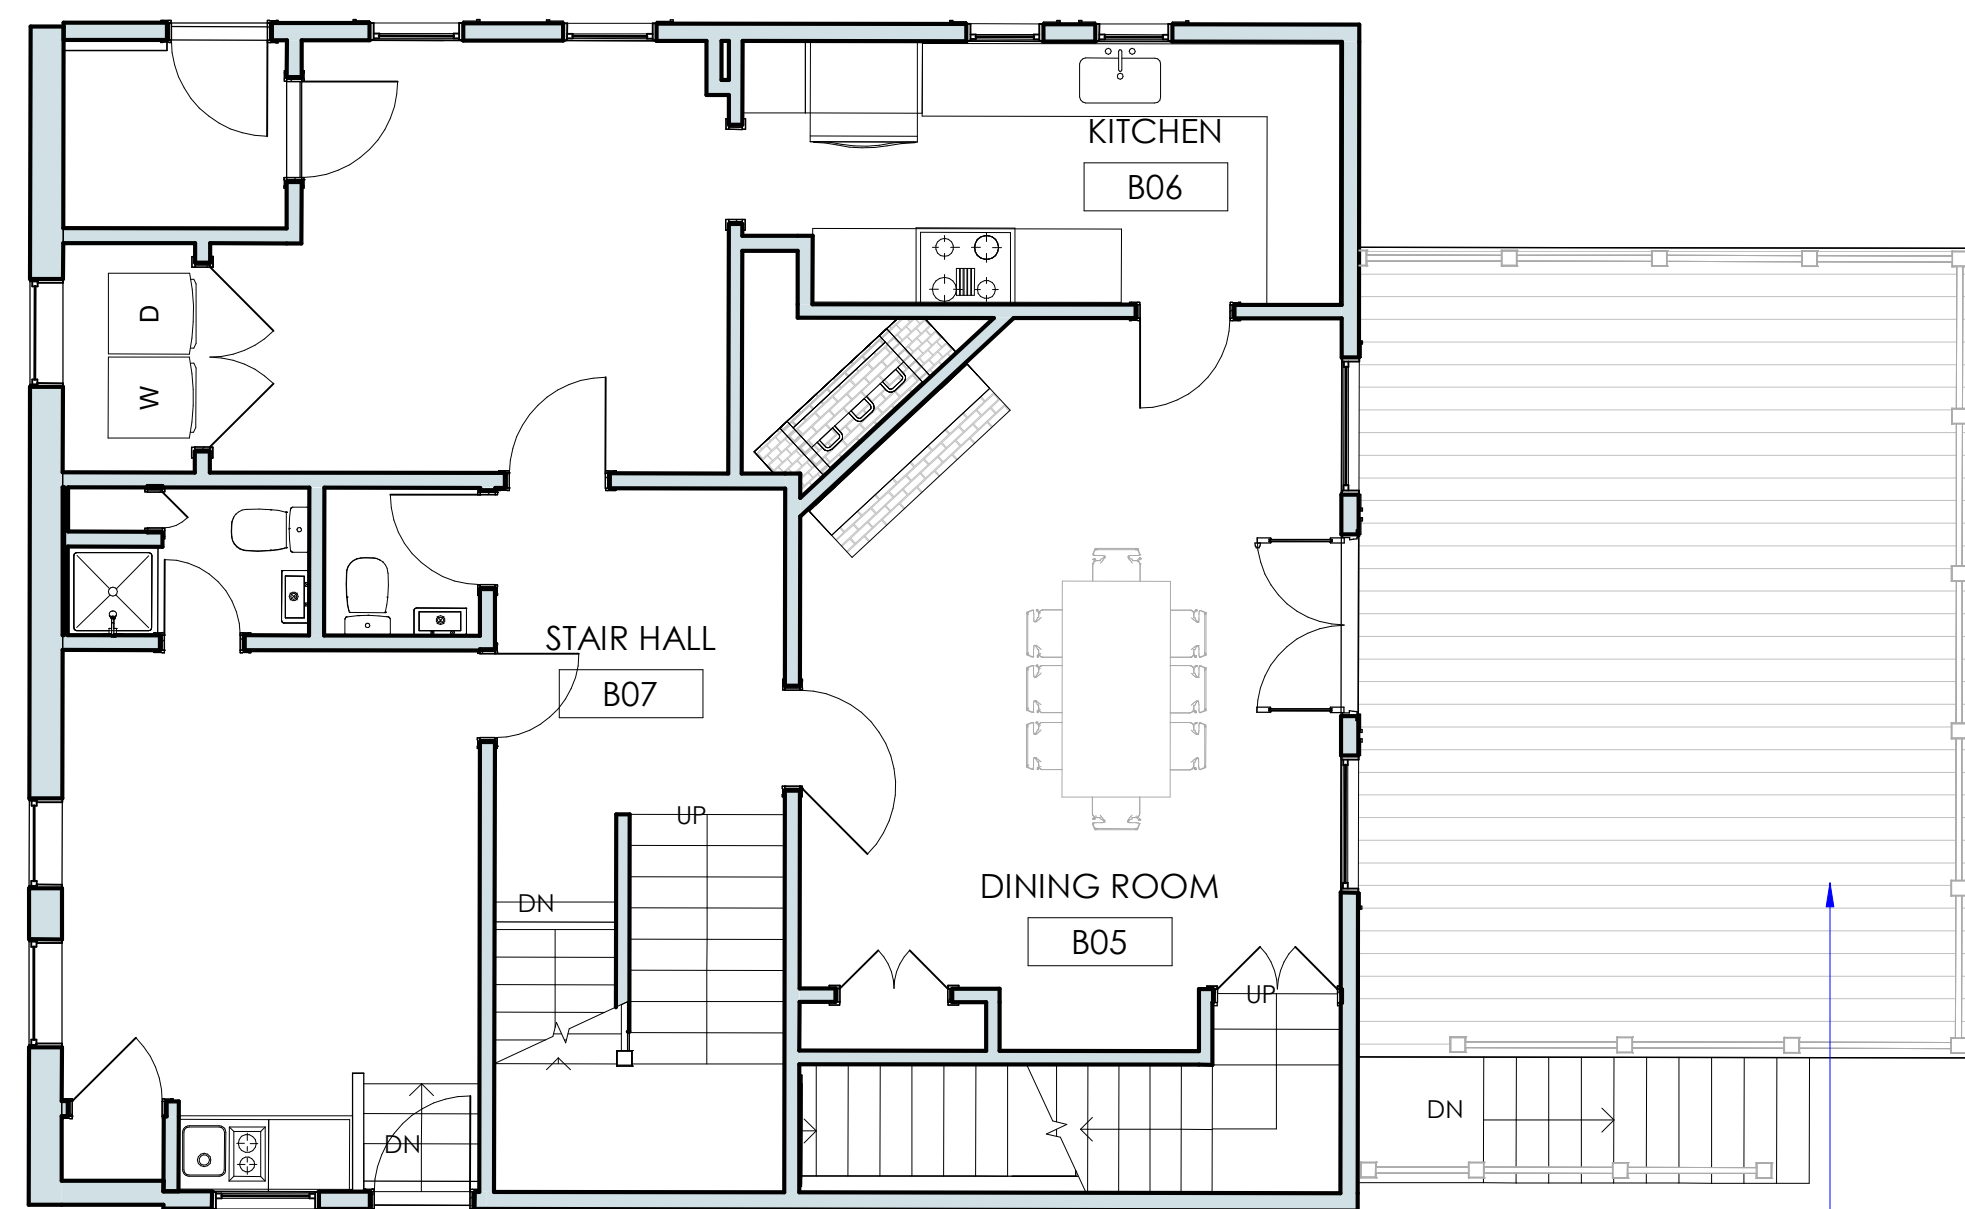 KITCHEN
B06
D
W
STAIR HALL
B07
UP
DINING ROOM
DN
B05
UP
DN
DN